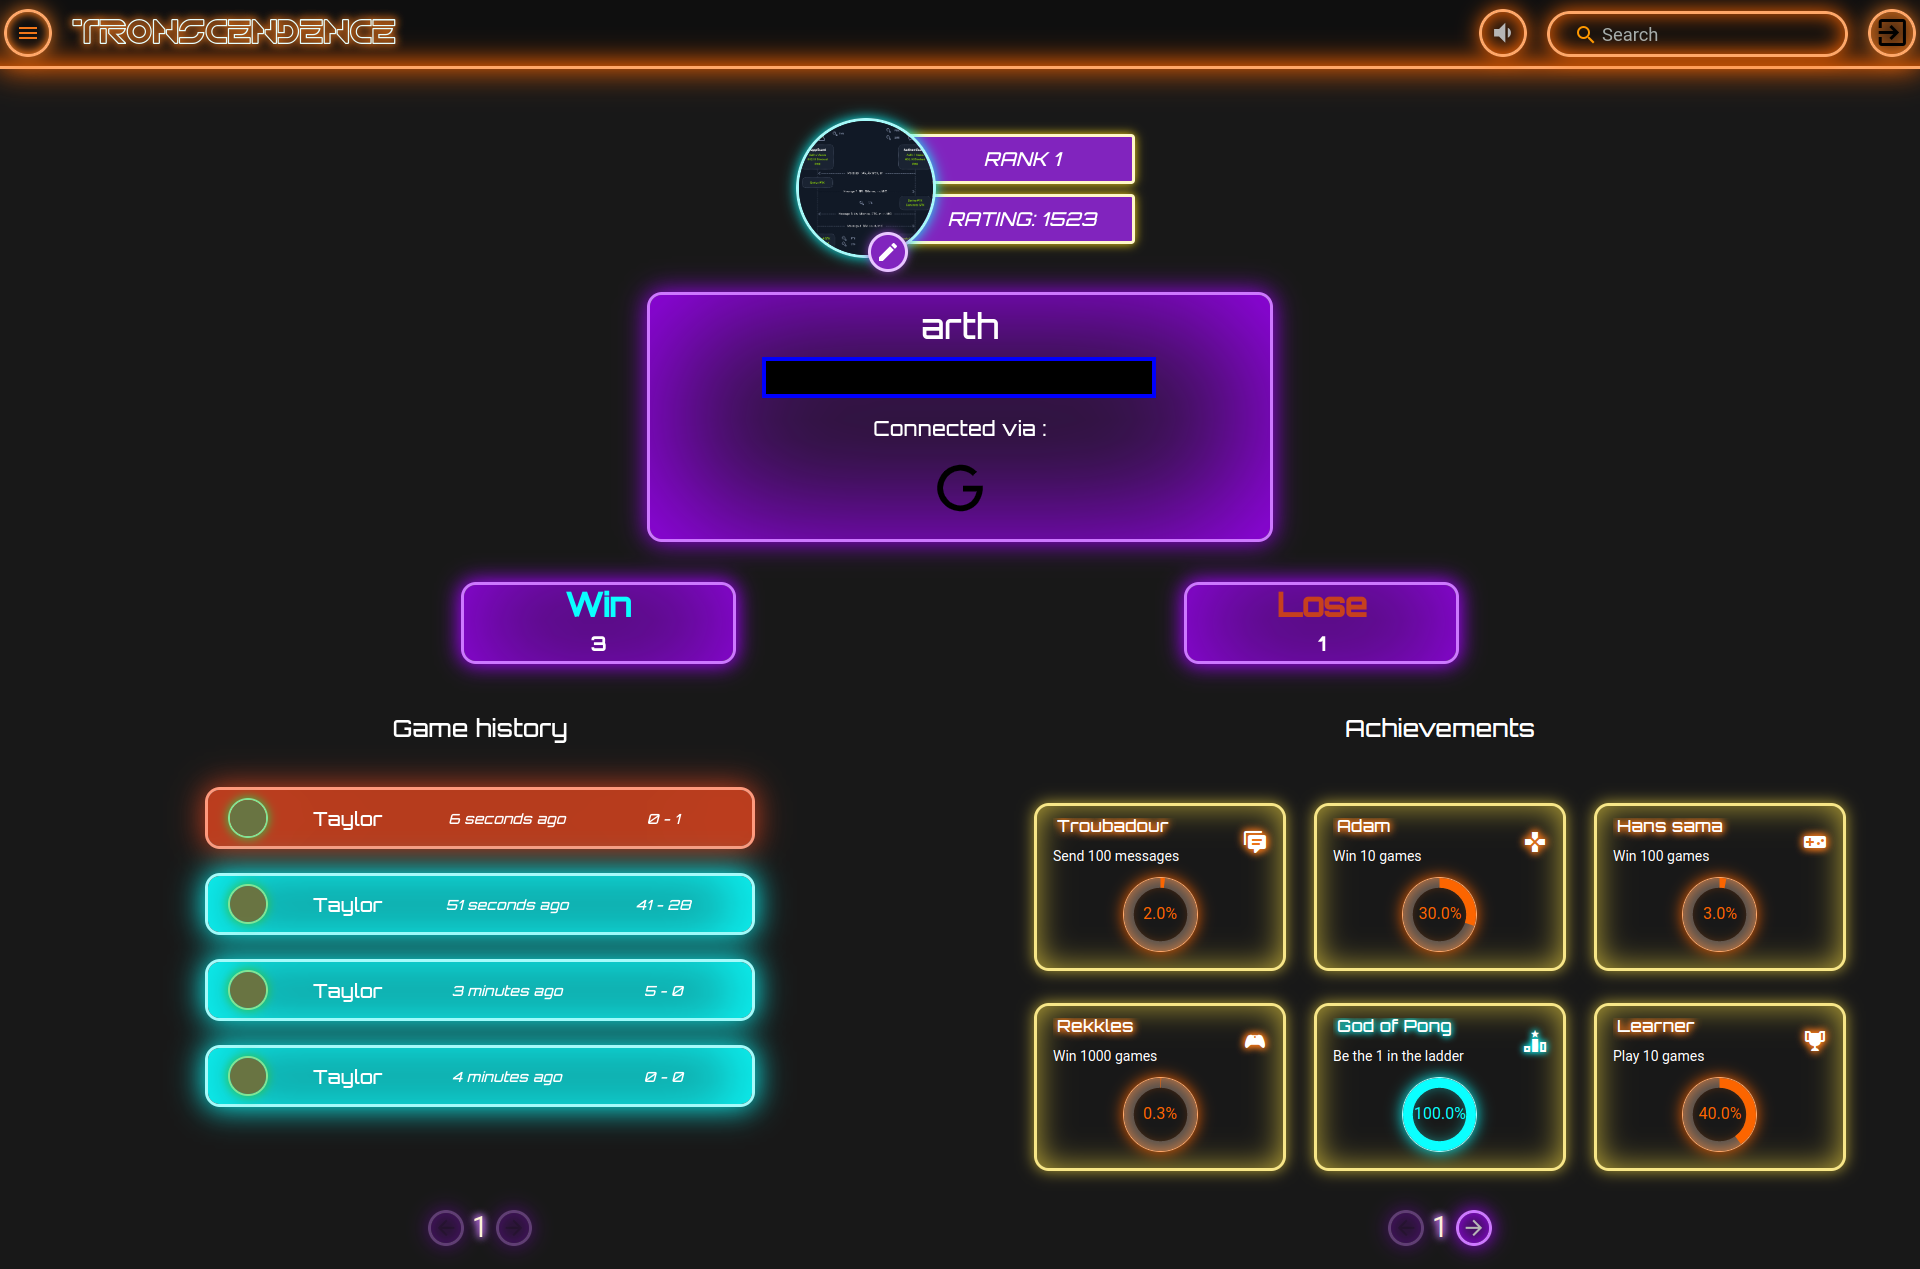 TRONSCENDENCE
Search
RANK 1
RATING: 1523
arth
Connected via :
G
Win
3
Lose
1
Game history
Taylor 6 seconds ago 0 - 1
Taylor 51 seconds ago 41 - 28
Taylor 3 minutes ago 5 - 0
Taylor 4 minutes ago 0 - 0
1
Achievements
Troubadour
Send 100 messages
2.0%
Adam
Win 10 games
30.0%
Hans sama
Win 100 games
3.0%
Rekkles
Win 1000 games
0.3%
God of Pong
Be the 1 in the ladder
100.0%
Learner
Play 10 games
40.0%
1